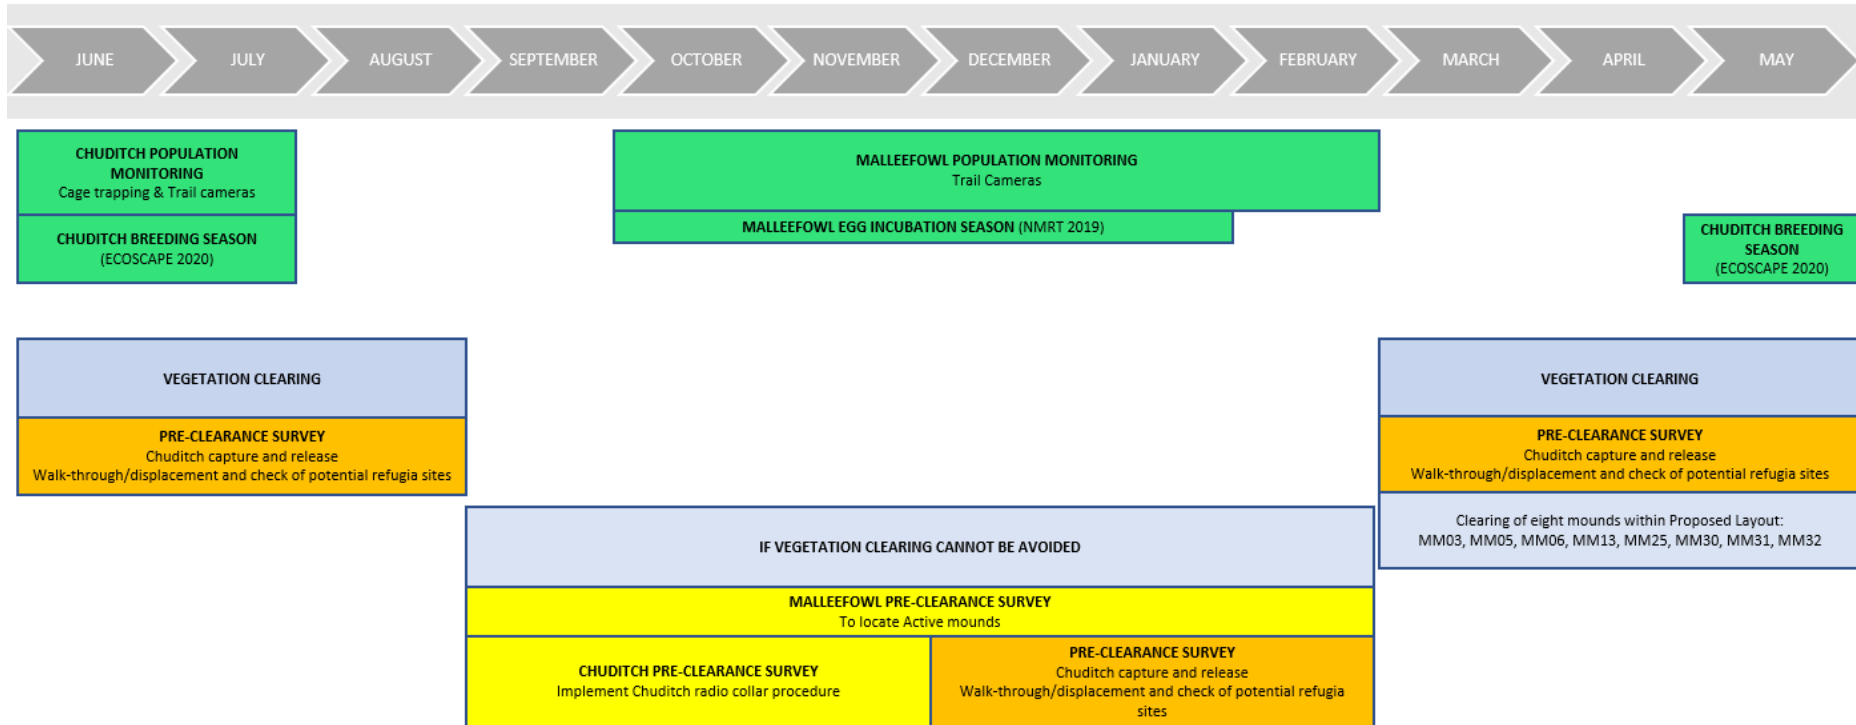 JUNE
JULY
AUGUST
SEPTEMBER
OCTOBER
NOVEMBER
DECEMBER
JANUARY
FEBRUARY
MARCH
APRIL
MAY
CHUDITCH POPULATION
MONITORING
Cage trapping & Trail cameras
MALLEEFOWL POPULATION MONITORING
Trail Cameras
CHUDITCH BREEDING SEASON
(ECOSCAPE 2020)
MALLEEFOWL EGG INCUBATION SEASON (NMRT 2019)
CHUDITCH BREEDING
SEASON
(ECOSCAPE 2020)
VEGETATION CLEARING
VEGETATION CLEARING
PRE-CLEARANCE SURVEY
Chuditch capture and release
Walk-through/displacement and check of potential refugia sites
PRE-CLEARANCE SURVEY
Chuditch capture and release
Walk-through/displacement and check of potential refugia sites
Clearing of eight mounds within Proposed Layout:
MM03, MM05, MM06, MM13, MM25, MM30, MM31, MM32
IF VEGETATION CLEARING CANNOT BE AVOIDED
MALLEEFOWL PRE-CLEARANCE SURVEY
To locate Active mounds
CHUDITCH PRE-CLEARANCE SURVEY
Implement Chuditch radio collar procedure
PRE-CLEARANCE SURVEY
Chuditch capture and release
Walk-through/displacement and check of potential refugia
sites